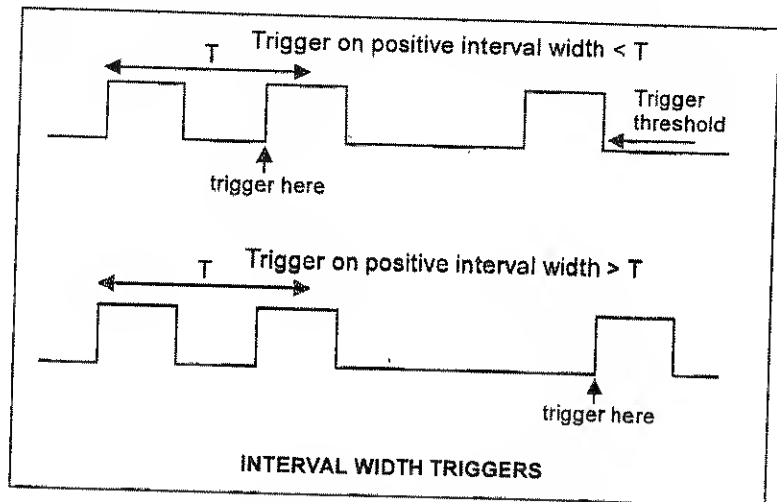 Trigger on positive interval width < T
T
Trigger
threshold
trigger here
Trigger on positive interval width > T
T
trigger here
INTERVAL WIDTH TRIGGERS